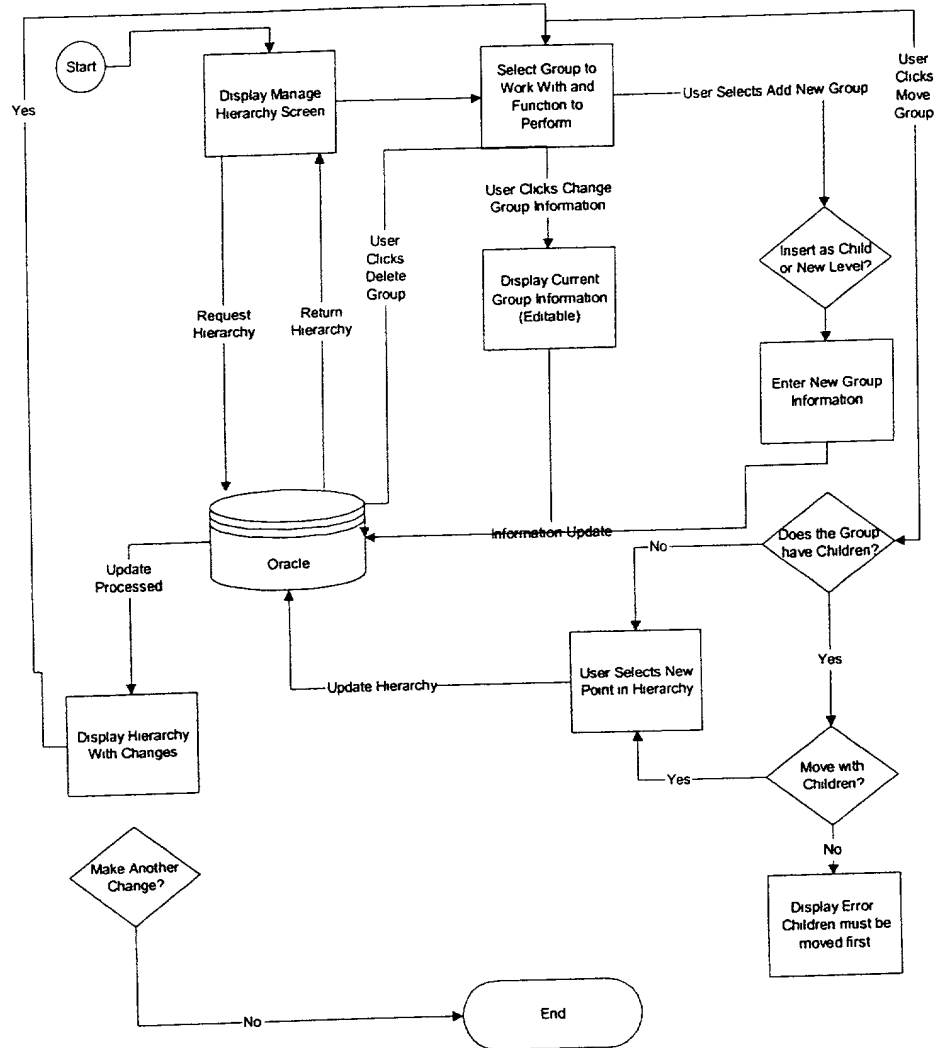 Start
Yes
Display Manage
Hierarchy Screen
Select Group to
Work With and
Function to
Perform
User Selects Add New Group
User
Clicks
Move
Group
User Clicks Change
Group Information
User
Clicks
Delete
Group
Insert as Child
or New Level?
Display Current
Group Information
(Editable)
Request
Hierarchy
Return
Hierarchy
Enter New Group
Information
Information Update
Does the Group
have Children?
No
Oracle
Update
Processed
Yes
User Selects New
Point in Hierarchy
Update Hierarchy
Display Hierarchy
With Changes
Move with
Children?
Yes
No
Make Another
Change?
Display Error
Children must be
moved first
End
No